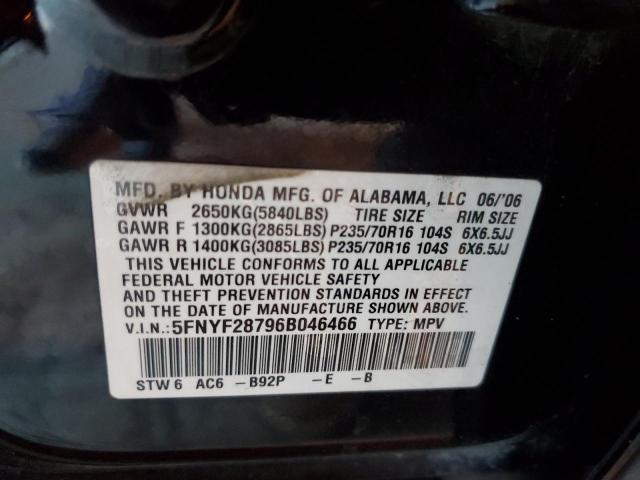 MFD. BY HONDA MFG. OF ALABAMA, LLC 06/'06
GVWR 2650KG(5840LBS) TIRE SIZE RIM SIZE
GAWR F 1300KG(2865LBS) P235/70R16 104S 6X6.5JJ
GAWR R 1400KG(3085LBS) P235/70R16 104S 6X6.5JJ
THIS VEHICLE CONFORMS TO ALL APPLICABLE
FEDERAL MOTOR VEHICLE SAFETY
AND THEFT PREVENTION STANDARDS IN EFFECT
ON THE DATE OF MANUFACTURE SHOWN ABOVE.
V.I.N.:5FNYF28796B046466 TYPE: MPV
STW6 AC6 -B92P -E -B